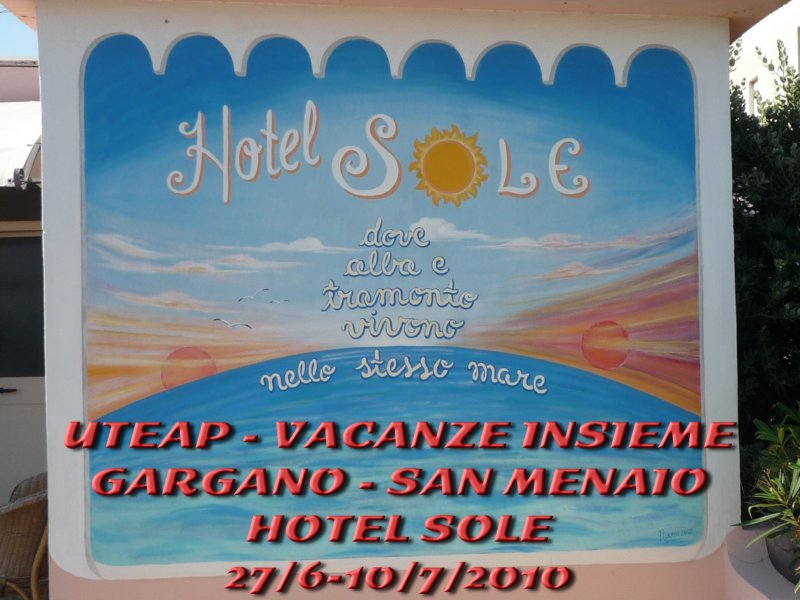 Hotel SOLE
dove
alba e
tramonto
vivono
nello stesso mare
UTEAP - VACANZE INSIEME
GARGANO - SAN MENAIO
HOTEL SOLE
27/6-10/7/2010